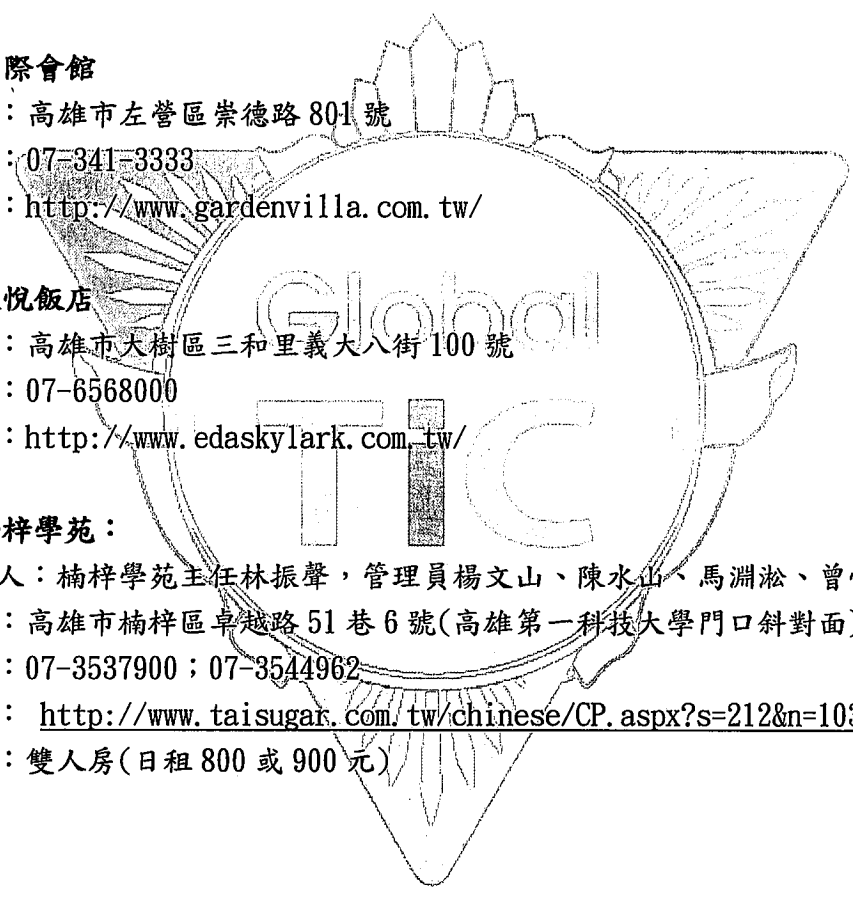 際會館
：高雄市左營區崇德路 801 號
：07-341-3333
：http://www.gardenvilla.com.tw/
悅飯店
：高雄市大樹區三和里義大八街 100 號
：07-6568000
：http://www.edaskylark.com.tw/
Global
TiC
梓學苑：
人：楠梓學苑主任林振聲，管理員楊文山、陳水山、馬淵淞、曾
：高雄市楠梓區卓越路 51 巷 6 號(高雄第一科技大學門口斜對面)
：07-3537900；07-3544962
： http://www.taisugar.com.tw/chinese/CP.aspx?s=212&n=103
：雙人房(日租 800 或 900 元)